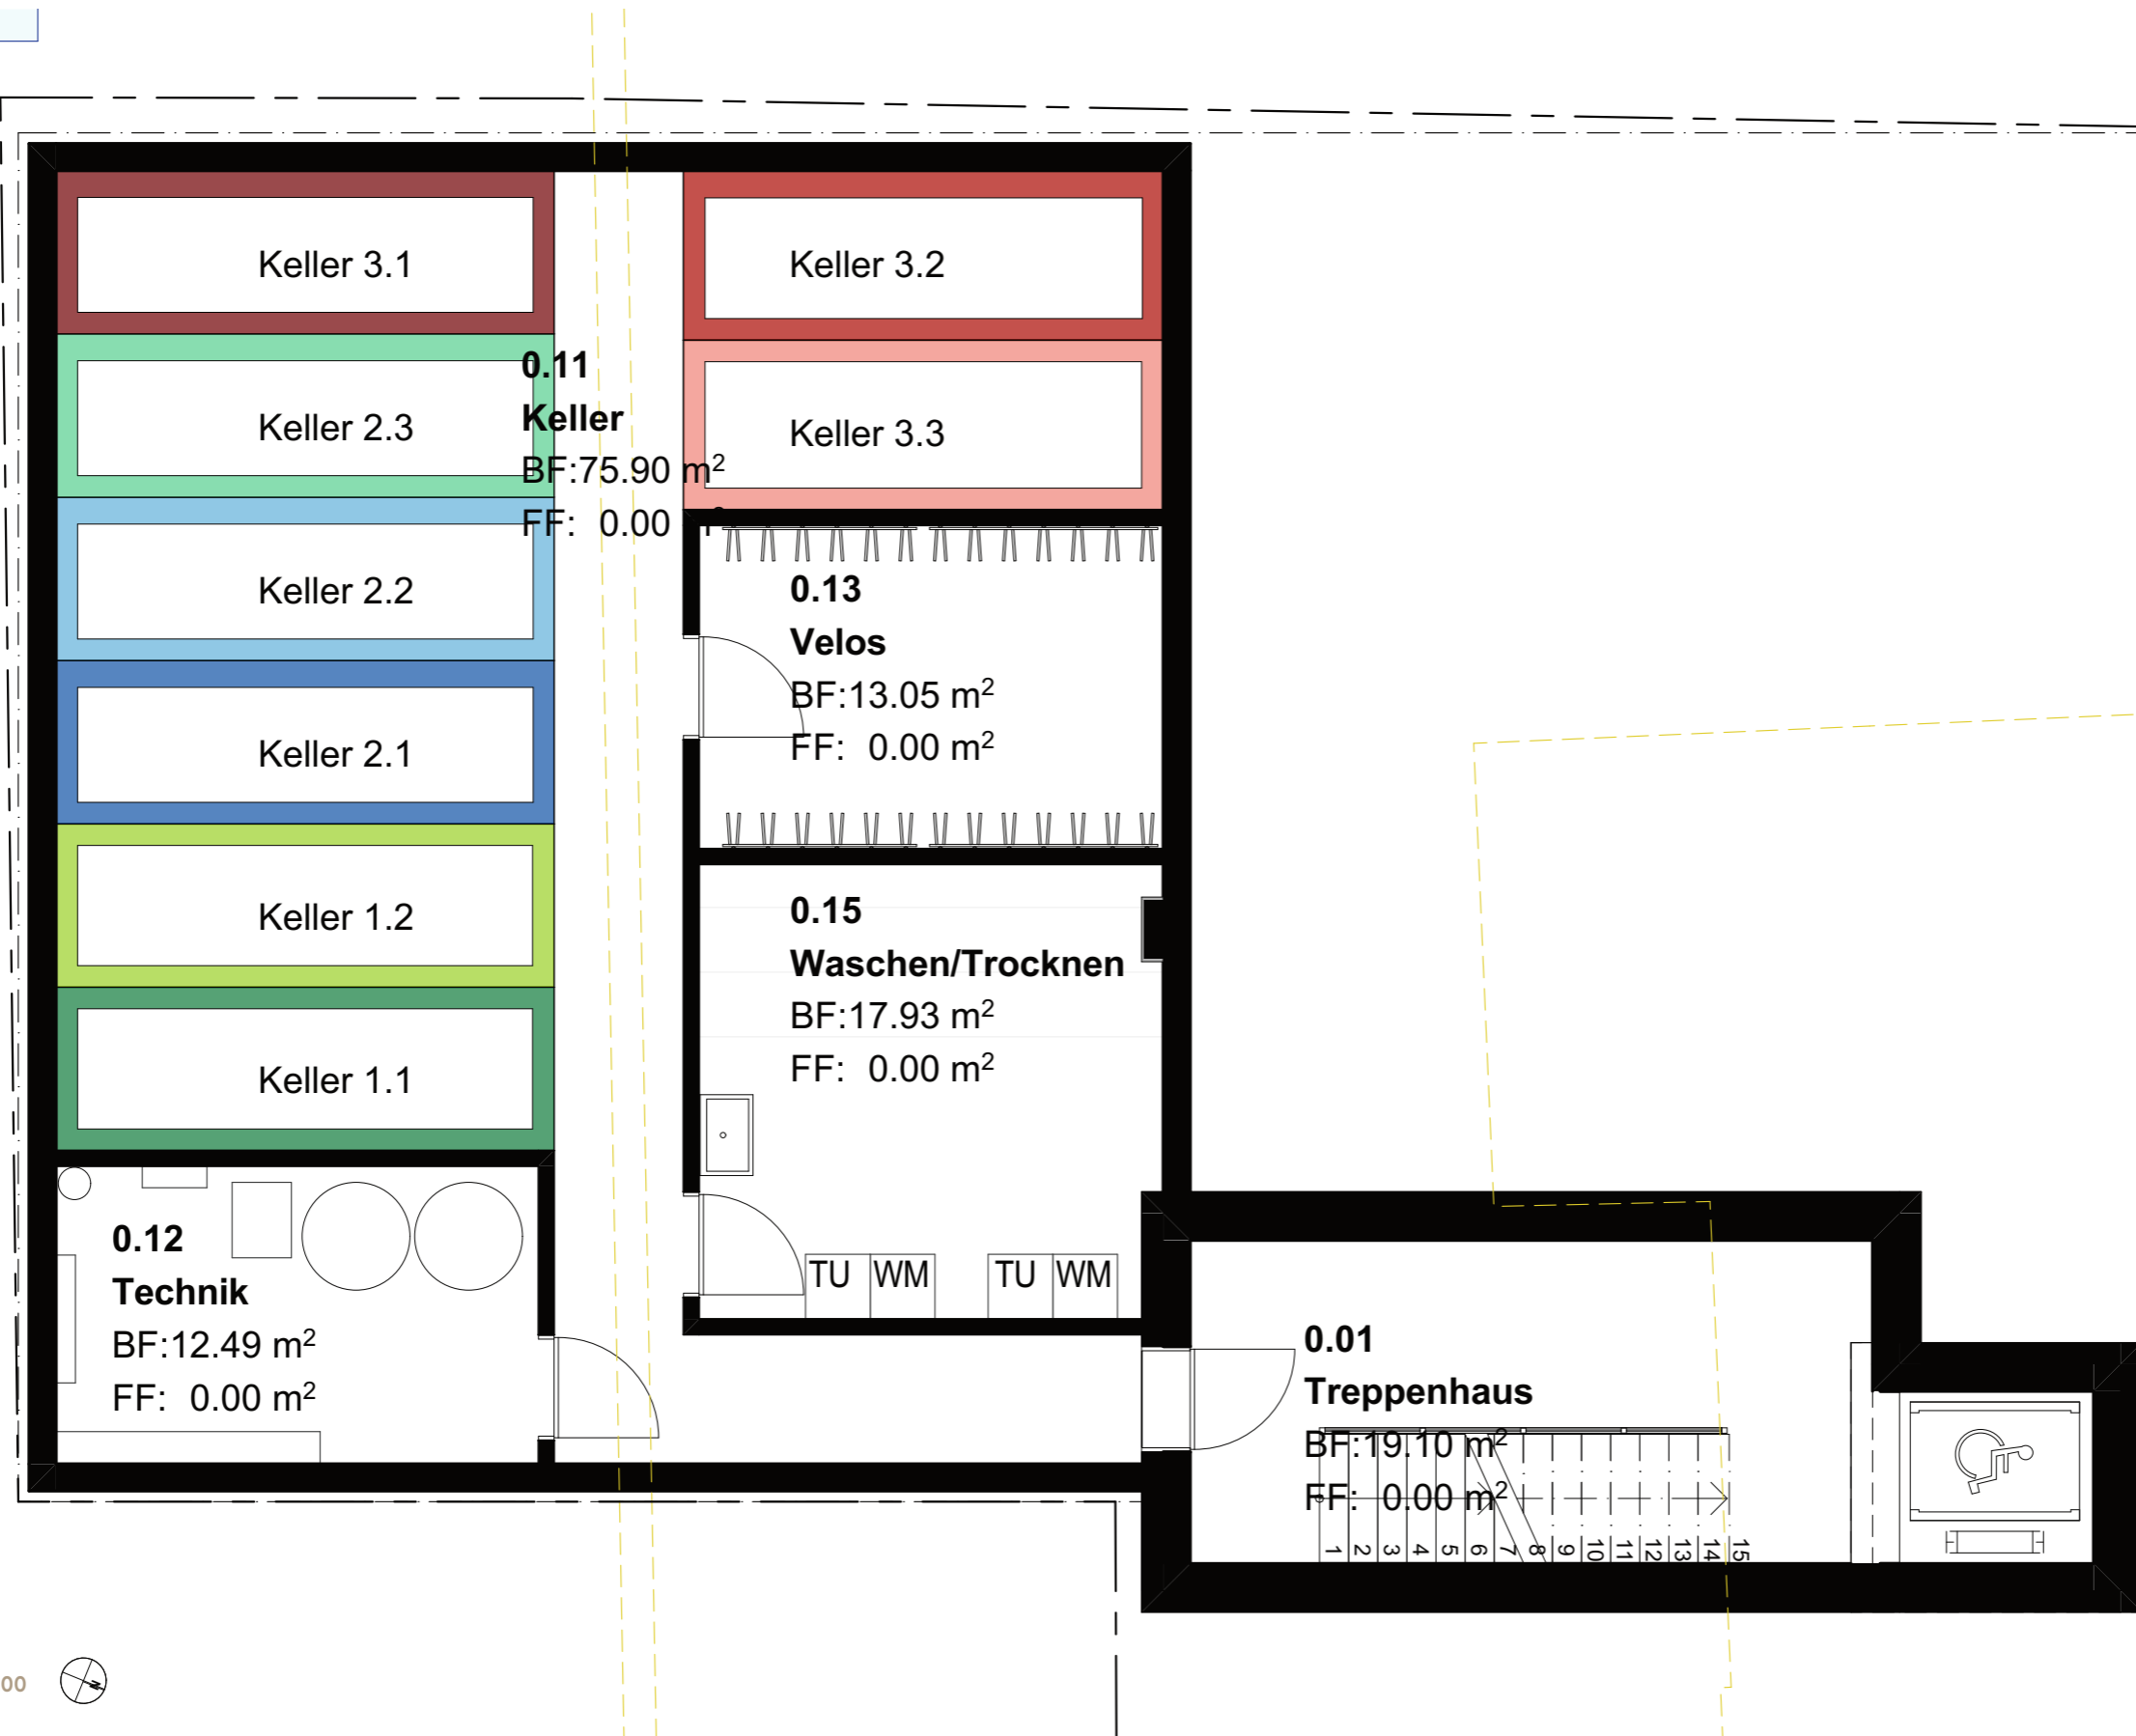 Keller 3.1
Keller 3.2
0.11
Keller
BF:75.90 m²
FF: 0.00 m²
Keller 2.3
Keller 3.3
Keller 2.2
0.13
Velos
BF:13.05 m²
FF: 0.00 m²
Keller 2.1
Keller 1.2
0.15
Waschen/Trocknen
BF:17.93 m²
FF: 0.00 m²
Keller 1.1
0.12
Technik
BF:12.49 m²
FF: 0.00 m²
TU WM TU WM
0.01
Treppenhaus
BF:19.10 m²
FF: 0.00 m²
1 2 3 4 5 6 7 8 9 10 11 12 13 14 15
00
N